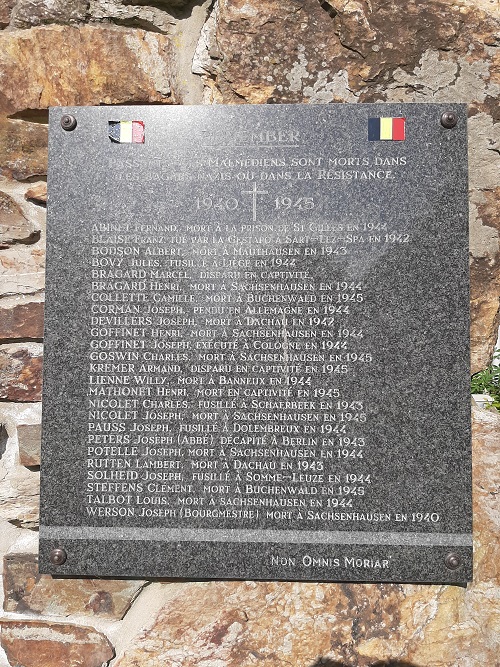 Passant, les Malmédiens sont morts dans
les bagnes nazis ou dans la Résistance.
1940 1945
Abinet Fernand, mort à la prison de St Gilles en 1944
Blaise Franz, tué par la Gestapo à Sart-Lez-Spa en 1942
Bodson Albert, mort à Mauthausen en 1943
Bovy Jules, fusillé à Liège en 1944
Bragard Marcel, disparu en captivité
Bragard Henri, mort à Sachsenhausen en 1944
Collette Camille, mort à Buchenwald en 1945
Corman Joseph, pendu en Allemagne en 1944
Devillers Joseph, mort à Dachau en 1942
Goffinet Henri, mort à Sachsenhausen en 1944
Goffinet Joseph, exécuté à Cologne en 1944
Goswin Charles, mort à Sachsenhausen en 1945
Kremer Armand, disparu en captivité en 1945
Lienne Willy, mort à Banneux en 1944
Mathonet Henri, mort en captivité en 1945
Nicolet Charles, fusillé à Schaerbeek en 1943
Nicolet Joseph, mort à Sachsenhausen en 1945
Pauss Joseph, fusillé à Dolembreux en 1944
Peters Joseph (Abbé), décapité à Berlin en 1943
Potelle Joseph, mort à Sachsenhausen en 1944
Rutten Lambert, mort à Dachau en 1943
Solheid Joseph, fusillé à Somme-Leuze en 1944
Steffens Clément, mort à Buchenwald en 1945
Talbot Louis, mort à Sachsenhausen en 1944
Werson Joseph (Bourgmestre) mort à Sachsenhausen en 1940
Non Omnis Moriar